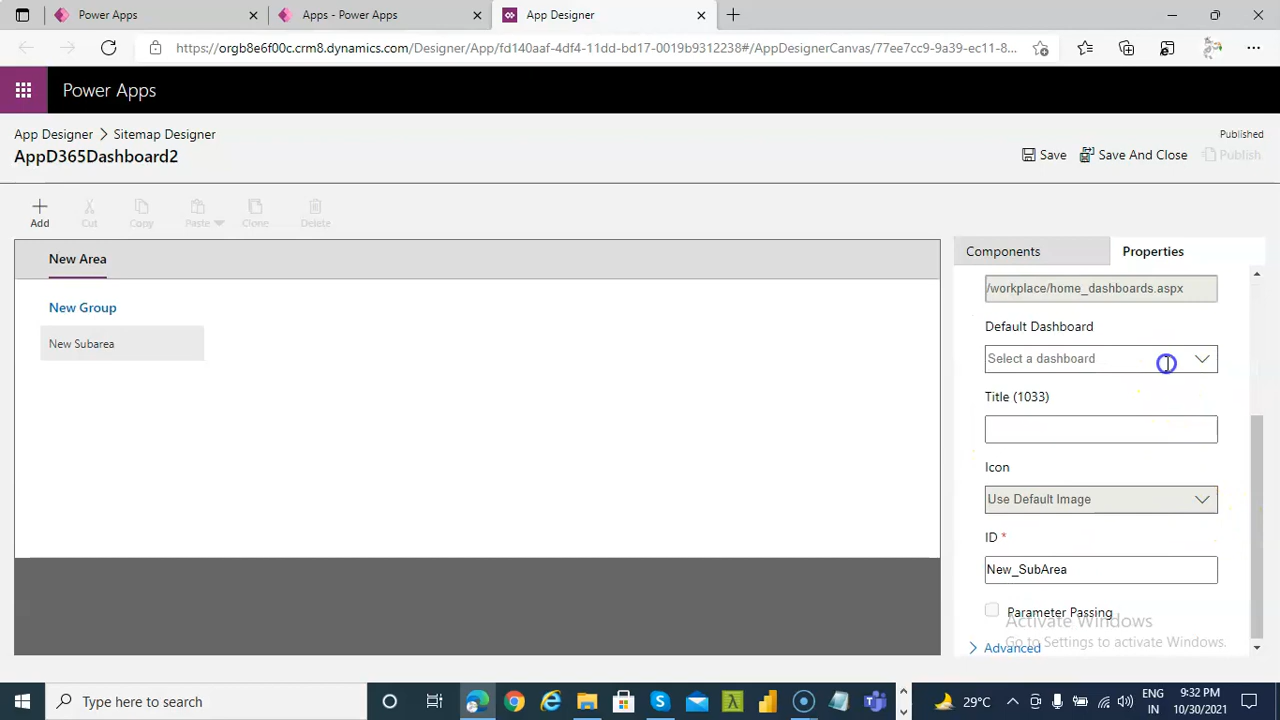 Power Apps
Apps - Power Apps
App Designer
https://orgb8e6f00c.crm8.dynamics.com/Designer/App/fd140aaf-4df4-11dd-bd17-0019b9312238#/AppDesignerCanvas/77ee7cc9-9a39-ec11-8...
Power Apps
App Designer > Sitemap Designer
Published
AppD365Dashboard2
Save
Save And Close
Publish
Add
Cut
Copy
Paste
Clone
Delete
New Area
New Group
New Subarea
Components
Properties
/workplace/home_dashboards.aspx
Default Dashboard
Select a dashboard
Title (1033)
Icon
Use Default Image
ID *
New_SubArea
Parameter Passing
Activate Windows
Go to Settings to activate Windows.
Advanced
Type here to search
29°C
ENG
IN
9:32 PM
10/30/2021